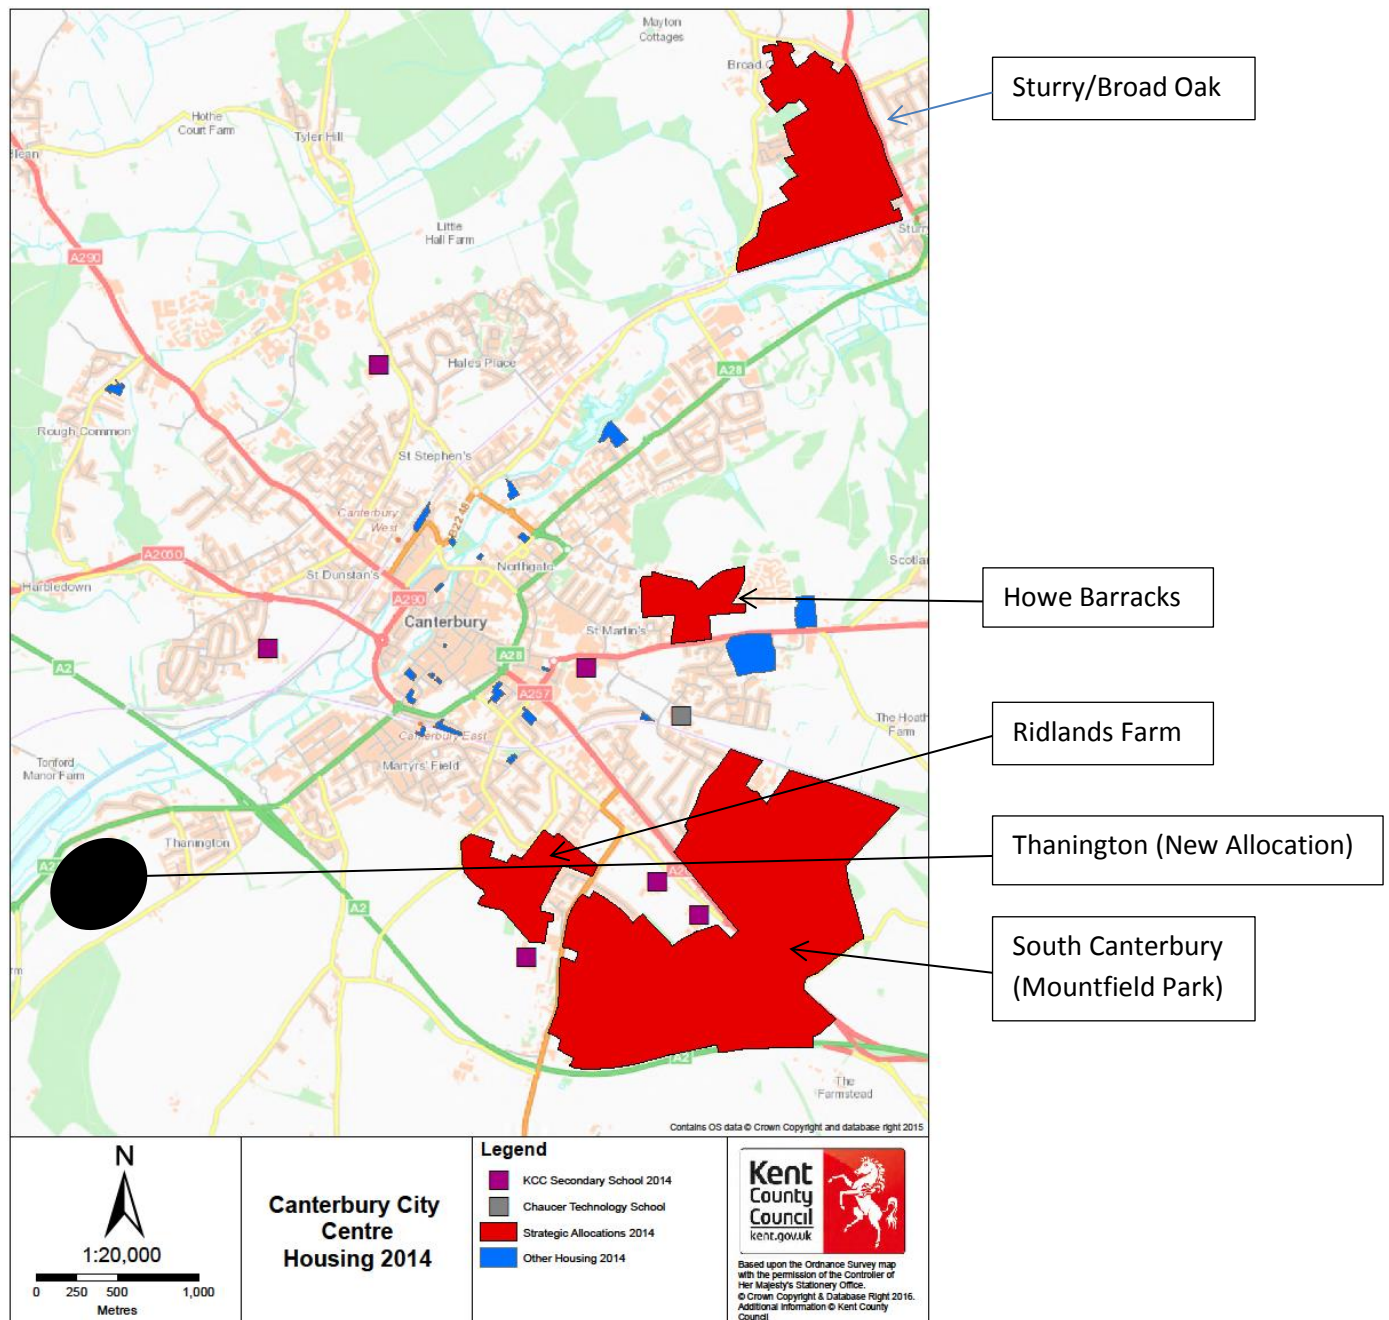 Mayton
Cottages
Broad
Sturry/Broad Oak
Hothe
Court Farm
Tyler Hill
Little
Hall Farm
A290
Hales Place
A28
Rough Common
St Stephen's
Canterbury
West
B2248
A2050
Northgate
Harbledown
St Dunstan's
A290
Howe Barracks
Canterbury
St Martin's
A2
A28
A257
The Hoath
Farm
Ridlands Farm
Canterbury East
Martyrs' Field
Tonford
Manor Farm
Thanington
Thanington (New Allocation)
A2
South Canterbury
(Mountfield Park)
A2
The
Farmstead
Contains OS data © Crown Copyright and database right 2015
N
1:20,000
0 250 500 1,000
Metres
Canterbury City
Centre
Housing 2014
Legend
KCC Secondary School 2014
Chaucer Technology School
Strategic Allocations 2014
Other Housing 2014
Kent
County
Council
kent.gov.uk
Based upon the Ordnance Survey map
with the permission of the Controller of
Her Majesty's Stationery Office.
© Crown Copyright & Database Right 2016.
Additional Information © Kent County
Council